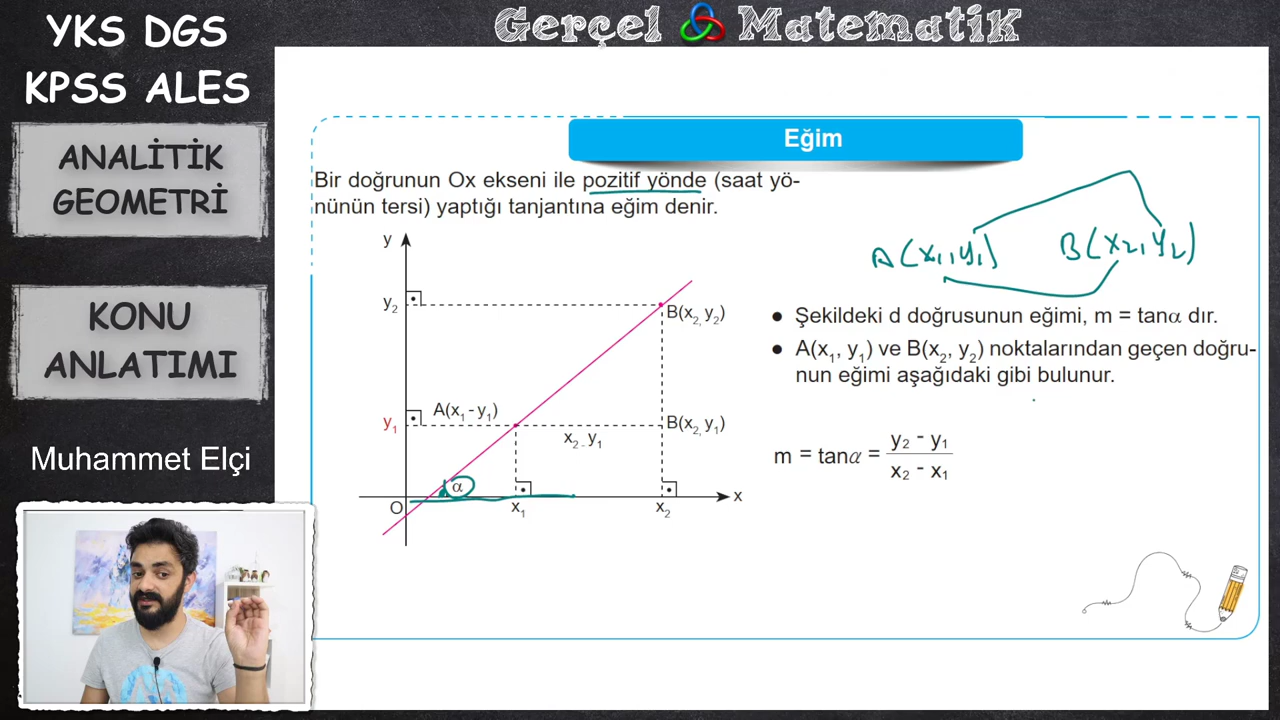 YKS DGS
KPSS ALES
ANALİTİK
GEOMETRİ
KONU
ANLATIMI
Muhammet Elçi
Gerçel Matematik
Eğim
Bir doğrunun Ox ekseni ile pozitif yönde (saat yö-
nünün tersi) yaptığı tanjantına eğim denir.
y
y₂
B(x₂, y₂)
A(x₁ - y₁)
y₁
B(x₂, y₁)
x₂ - y₁
α
O
x₁
x₂
x
A(x₁, y₁) B(x₂, y₂)
● Şekildeki d doğrusunun eğimi, m = tanα dır.
● A(x₁, y₁) ve B(x₂, y₂) noktalarından geçen doğru-
nun eğimi aşağıdaki gibi bulunur.
m = tanα = y₂ - y₁
x₂ - x₁